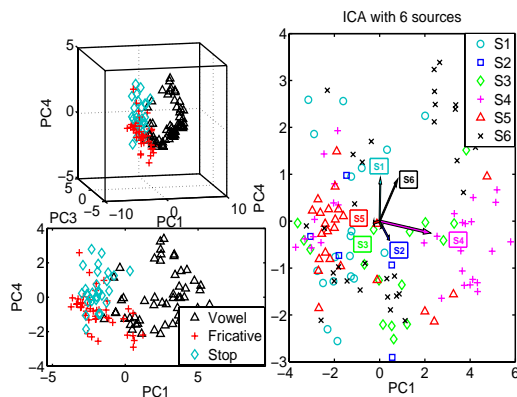 5
0
−5
PC4
5
0
−5
PC3
−10
0
10
PC1
4
2
0
−2
−4
PC4
−5
0
5
PC1
Vowel
Fricative
Stop
ICA with 6 sources
4
3
2
1
0
−1
−2
−3
PC4
−4
−2
0
2
4
6
PC1
S1
S2
S3
S4
S5
S6
S1
S6
S5
S3
S2
S4